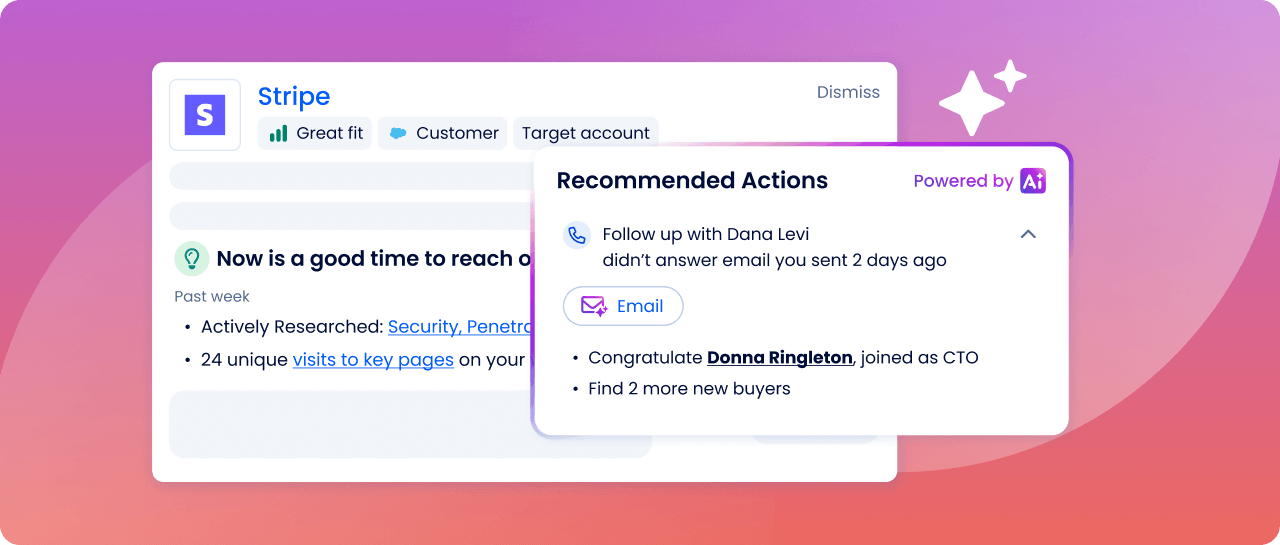 S
Stripe
Dismiss
Great fit
Customer
Target account
Now is a good time to reach
Past week
• Actively Researched: Security,
• 24 unique visits to key pages on your
Recommended Actions
Powered by Ai
Follow up with Dana Levi
didn’t answer email you sent 2 days ago
Email
• Congratulate Donna Ringleton, joined as CTO
• Find 2 more new buyers